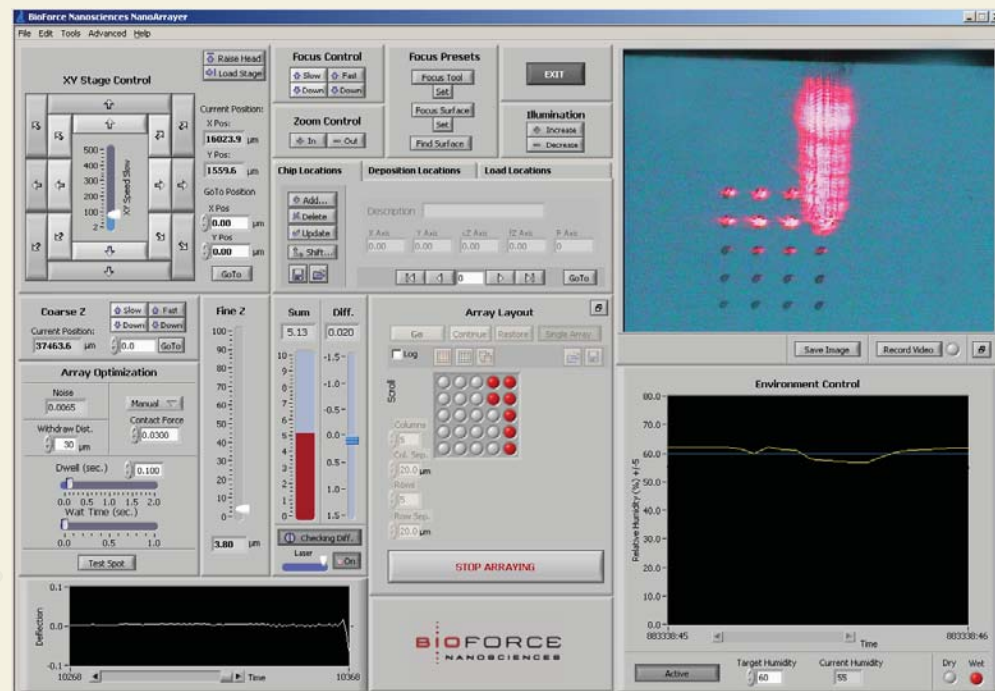 BioForce Nanosciences NanoArrayer
File Edit Tools Advanced Help
XY Stage Control
Raise Head
Load Stage
Current Position:
X Pos:
16023.9 µm
Y Pos:
1559.6 µm
GoTo Position
X Pos
0.00 µm
Y Pos
0.00 µm
GoTo
500
400
300
200
100
2
XY Speed Slow
Focus Control
Slow Fast
Down Down
Zoom Control
In Out
Focus Presets
Focus Tool
Set
Focus Surface
Set
Find Surface
EXIT
Illumination
Increase
Decrease
Chip Locations Deposition Locations Load Locations
Add...
Delete
Update
Shift...
Description
X Axis Y Axis cZ Axis fZ Axis R Axis
0.00 0.00 0.00 0.00 0
0
GoTo
Save Image Record Video
Coarse Z
Slow Fast
Down Down
Current Position:
37463.6 µm 0.0 GoTo
Array Optimization
Noise
0.0065
Manual
Withdraw Dist.
30 µm
Contact Force
0.0300
Dwell (sec.) 0.100
0.0 0.5 1.0 1.5 2.0
Wait Time (sec.)
0.0 0.5 1.0
Test Spot
Fine Z
100
90
80
70
60
50
40
30
20
10
0
3.80 µm
Sum Diff.
5.13 0.020
10
9
8
7
6
5
4
3
2
1
0
-1.5
-1.0
-0.5
0.0
0.5
1.0
1.5
Checking Diff.
Laser
On
Array Layout
Go Continue Restore Single Array
Log
Scroll
Columns
5
Col. Sep.
20.0 µm
Rows
5
Row Sep.
20.0 µm
STOP ARRAYING
Environment Control
Relative Humidity (%) +/-5
80.0
70.0
60.0
50.0
40.0
30.0
20.0
10.0
0.0
883338:45 883338:46
Time
Active
Target Humidity
60
Current Humidity
55
Dry Wet
Deflection
0.1
0.0
-0.1
10268 Time 10368
BIOFORCE
NANOSCIENCES